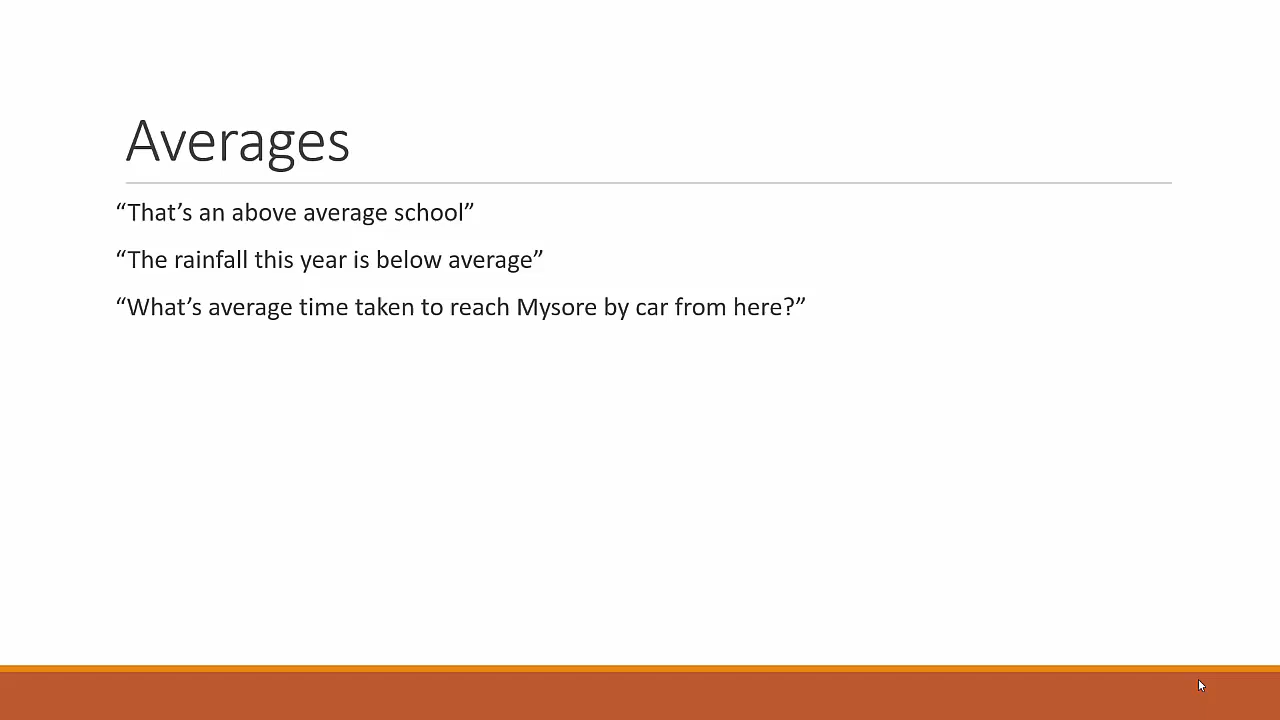 Averages
“That’s an above average school”
“The rainfall this year is below average”
“What’s average time taken to reach Mysore by car from here?”